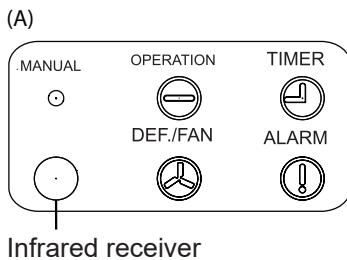 (A)
MANUAL OPERATION TIMER
DEF./FAN ALARM
Infrared receiver